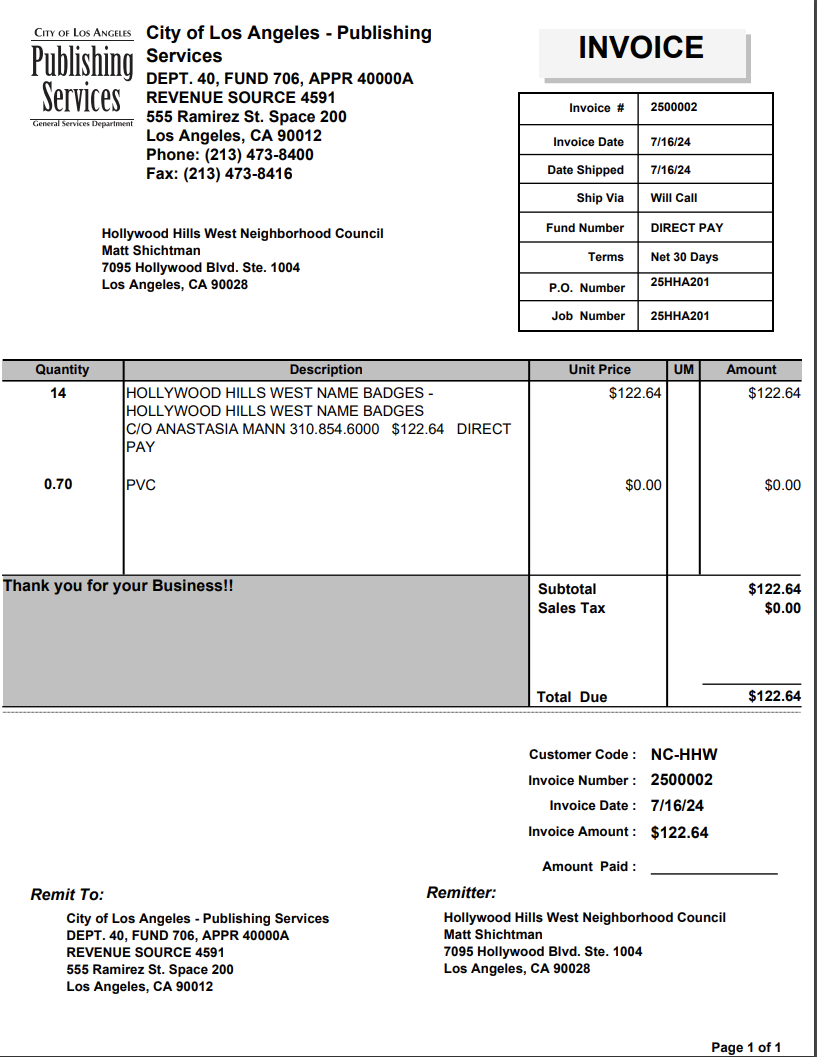 CITY OF LOS ANGELES
Publishing
Services
General Services Department
City of Los Angeles - Publishing
Services
DEPT. 40, FUND 706, APPR 40000A
REVENUE SOURCE 4591
555 Ramirez St. Space 200
Los Angeles, CA 90012
Phone: (213) 473-8400
Fax: (213) 473-8416
INVOICE
Invoice # 2500002
Invoice Date 7/16/24
Date Shipped 7/16/24
Ship Via Will Call
Fund Number DIRECT PAY
Terms Net 30 Days
P.O. Number 25HHA201
Job Number 25HHA201
Hollywood Hills West Neighborhood Council
Matt Shichtman
7095 Hollywood Blvd. Ste. 1004
Los Angeles, CA 90028
Quantity Description Unit Price UM Amount
14 HOLLYWOOD HILLS WEST NAME BADGES - $122.64 $122.64
HOLLYWOOD HILLS WEST NAME BADGES
C/O ANASTASIA MANN 310.854.6000 $122.64 DIRECT
PAY
0.70 PVC $0.00 $0.00
Thank you for your Business!!
Subtotal $122.64
Sales Tax $0.00
Total Due $122.64
Customer Code : NC-HHW
Invoice Number : 2500002
Invoice Date : 7/16/24
Invoice Amount : $122.64
Amount Paid :
Remit To:
City of Los Angeles - Publishing Services
DEPT. 40, FUND 706, APPR 40000A
REVENUE SOURCE 4591
555 Ramirez St. Space 200
Los Angeles, CA 90012
Remitter:
Hollywood Hills West Neighborhood Council
Matt Shichtman
7095 Hollywood Blvd. Ste. 1004
Los Angeles, CA 90028
Page 1 of 1